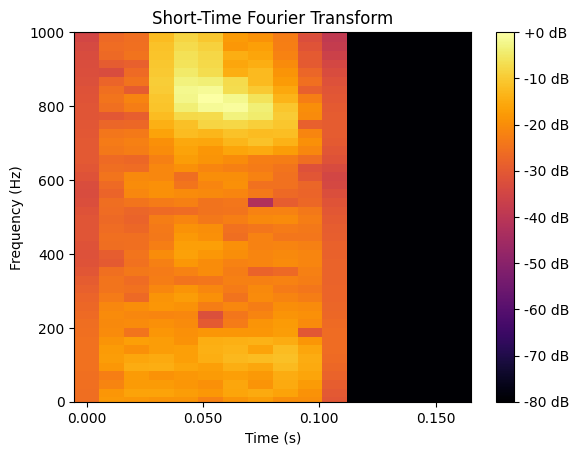 Short-Time Fourier Transform
1000
800
600
400
200
0
Frequency (Hz)
0.000
0.050
0.100
0.150
Time (s)
+0 dB
-10 dB
-20 dB
-30 dB
-40 dB
-50 dB
-60 dB
-70 dB
-80 dB